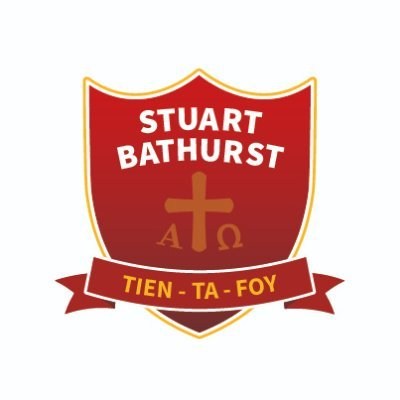 STUART
BATHURST
Α Ω
TIEN - TA - FOY